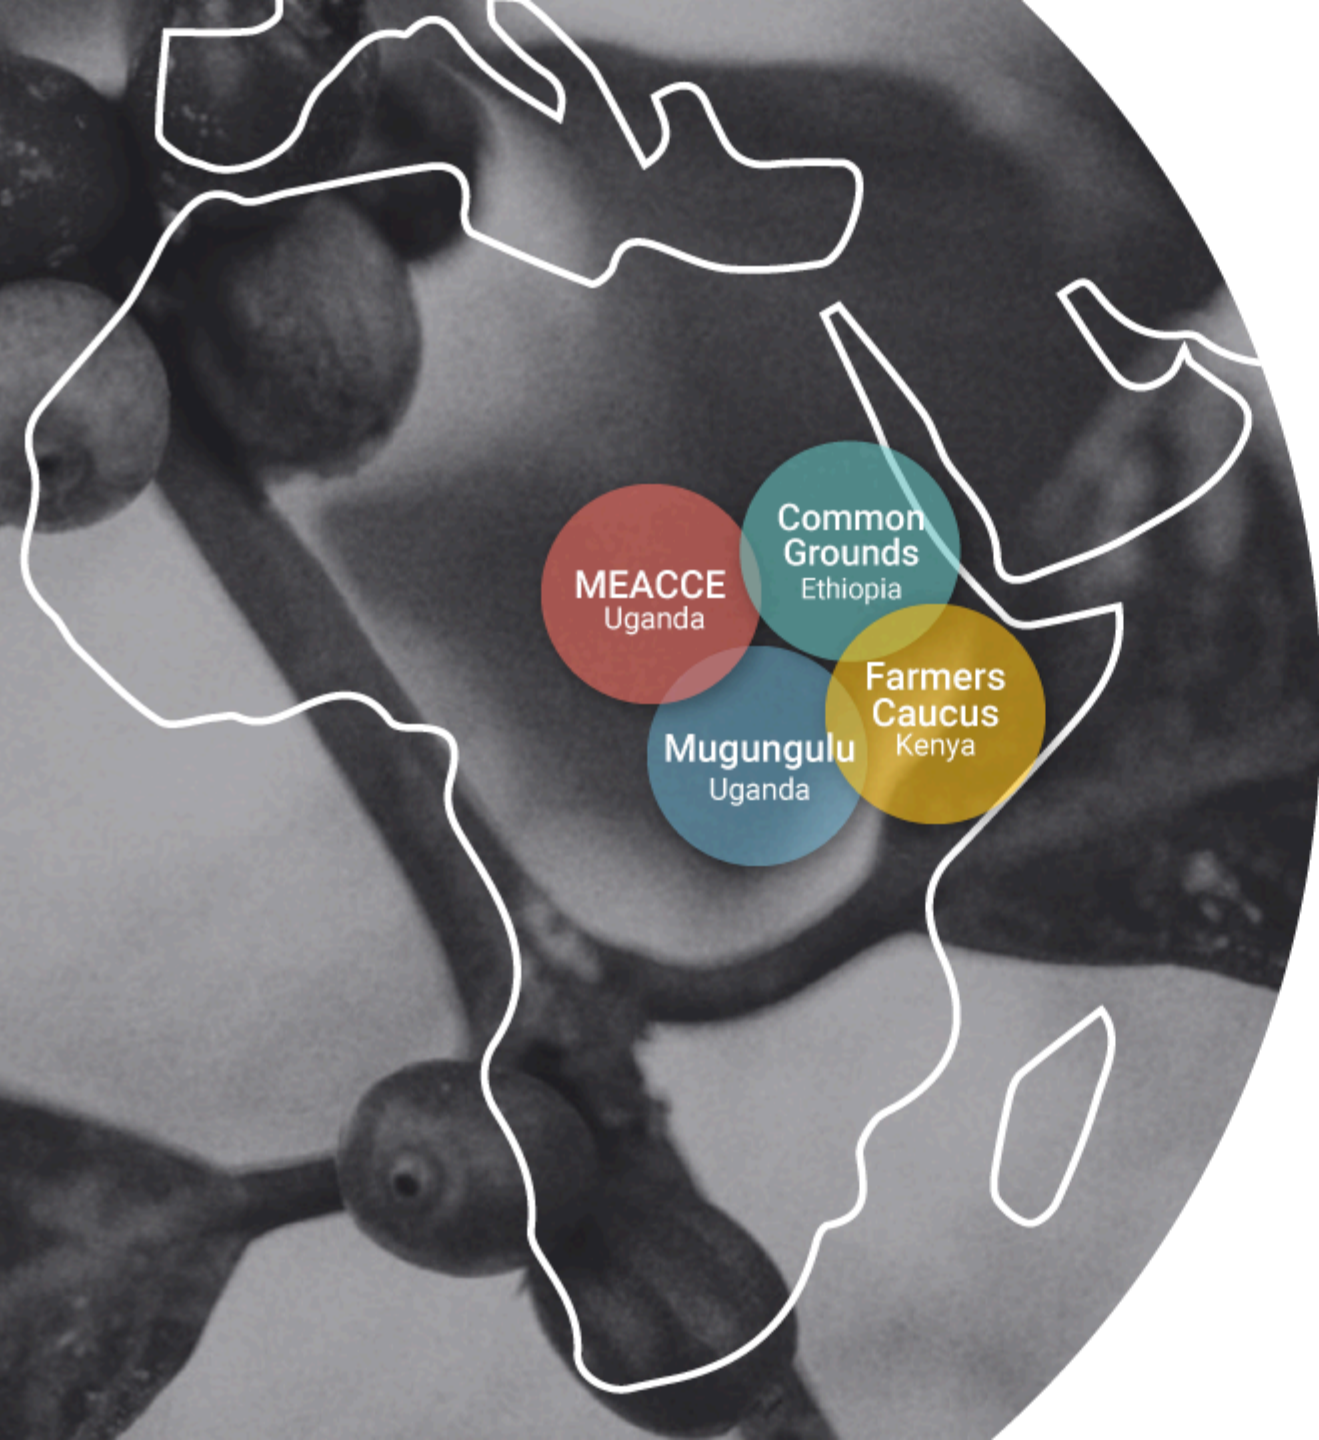 Common
Grounds
Ethiopia
MEACCE
Uganda
Farmers
Caucus
Kenya
Mugungulu
Uganda